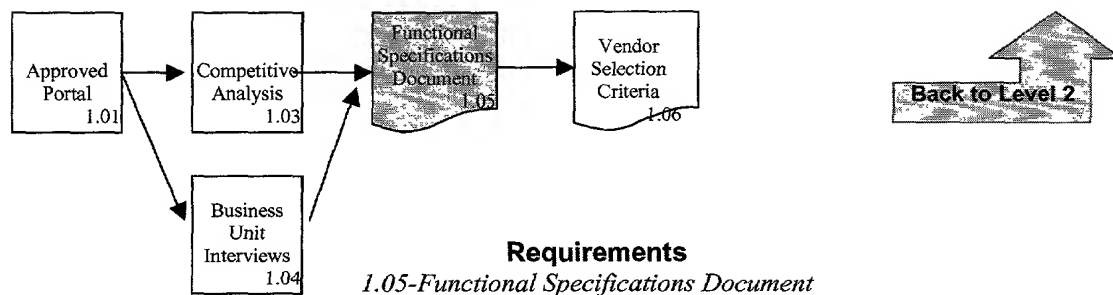 Approved
Portal
1.01
Competitive
Analysis
1.03
Functional
Specifications
Document
1.05
Vendor
Selection
Criteria
1.06
Back to Level 2
Business
Unit
Interviews
1.04
Requirements
1.05-Functional Specifications Document